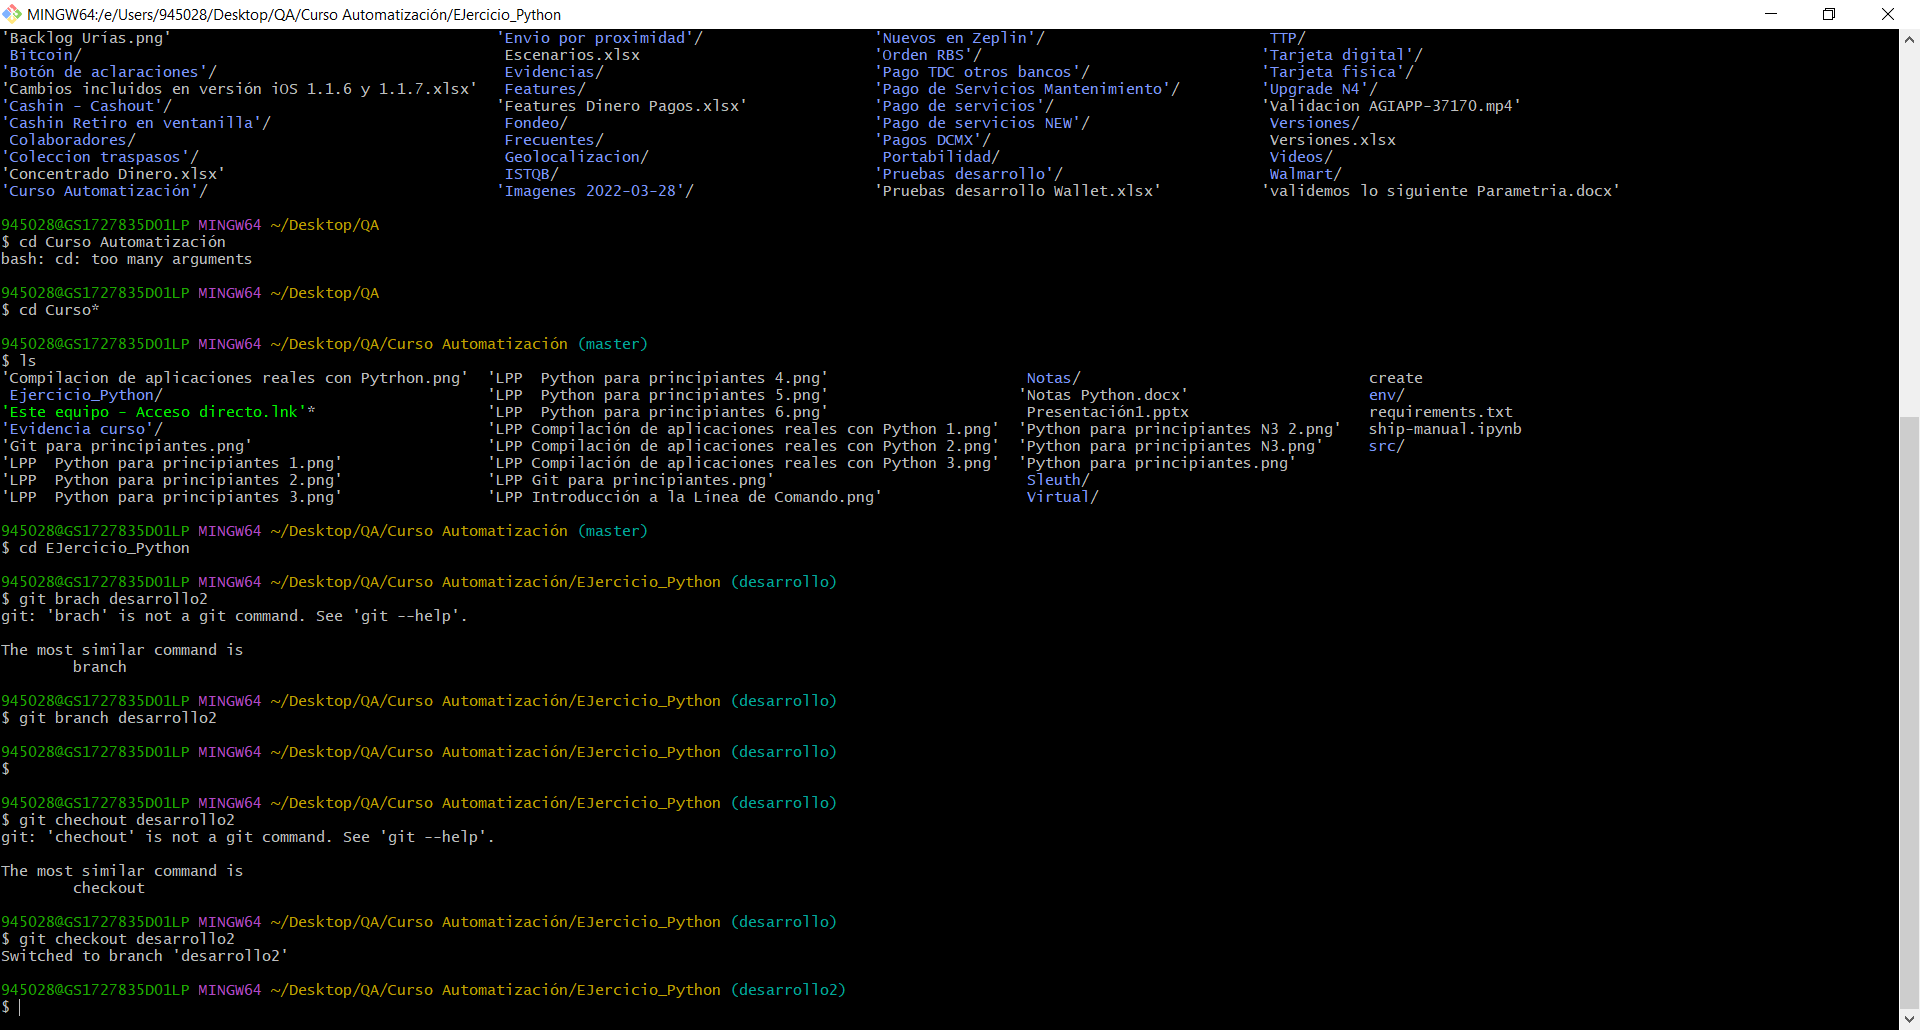 MINGW64:/e/Users/945028/Desktop/QA/Curso Automatización/EJercicio_Python
'Backlog Urías.png' 'Envio por proximidad'/ 'Nuevos en Zeplin'/ TTP/
Bitcoin/ Escenarios.xlsx 'Orden RBS'/ 'Tarjeta digital'/
'Botón de aclaraciones'/ Evidencias/ 'Pago TDC otros bancos'/ 'Tarjeta fisica'/
'Cambios incluidos en versión iOS 1.1.6 y 1.1.7.xlsx' Features/ 'Pago de Servicios Mantenimiento'/ 'Upgrade N4'/
'Cashin - Cashout'/ 'Features Dinero Pagos.xlsx' 'Pago de servicios'/ 'Validacion AGIAPP-37170.mp4'
'Cashin Retiro en ventanilla'/ Fondeo/ 'Pago de servicios NEW'/ Versiones/
Colaboradores/ Frecuentes/ 'Pagos DCMX'/ Versiones.xlsx
'Coleccion traspasos'/ Geolocalizacion/ Portabilidad/ Videos/
'Concentrado Dinero.xlsx' ISTQB/ 'Pruebas desarrollo'/ Walmart/
'Curso Automatización'/ 'Imagenes 2022-03-28'/ 'Pruebas desarrollo Wallet.xlsx' 'validemos lo siguiente Parametria.docx'
945028@GS1727835D01LP MINGW64 ~/Desktop/QA
$ cd Curso Automatización
bash: cd: too many arguments
945028@GS1727835D01LP MINGW64 ~/Desktop/QA
$ cd Curso*
945028@GS1727835D01LP MINGW64 ~/Desktop/QA/Curso Automatización (master)
$ ls
'Compilacion de aplicaciones reales con Pytrhon.png' 'LPP  Python para principiantes 4.png' Notas/ create
Ejercicio_Python/ 'LPP  Python para principiantes 5.png' 'Notas Python.docx' env/
'Este equipo - Acceso directo.lnk'* 'LPP  Python para principiantes 6.png' Presentación1.pptx requirements.txt
'Evidencia curso'/ 'LPP Compilación de aplicaciones reales con Python 1.png' 'Python para principiantes N3 2.png' ship-manual.ipynb
'Git para principiantes.png' 'LPP Compilación de aplicaciones reales con Python 2.png' 'Python para principiantes N3.png' src/
'LPP  Python para principiantes 1.png' 'LPP Compilación de aplicaciones reales con Python 3.png' 'Python para principiantes.png'
'LPP  Python para principiantes 2.png' 'LPP Git para principiantes.png' Sleuth/
'LPP  Python para principiantes 3.png' 'LPP Introducción a la Línea de Comando.png' Virtual/
945028@GS1727835D01LP MINGW64 ~/Desktop/QA/Curso Automatización (master)
$ cd EJercicio_Python
945028@GS1727835D01LP MINGW64 ~/Desktop/QA/Curso Automatización/EJercicio_Python (desarrollo)
$ git brach desarrollo2
git: 'brach' is not a git command. See 'git --help'.
The most similar command is
branch
945028@GS1727835D01LP MINGW64 ~/Desktop/QA/Curso Automatización/EJercicio_Python (desarrollo)
$ git branch desarrollo2
945028@GS1727835D01LP MINGW64 ~/Desktop/QA/Curso Automatización/EJercicio_Python (desarrollo)
$
945028@GS1727835D01LP MINGW64 ~/Desktop/QA/Curso Automatización/EJercicio_Python (desarrollo)
$ git chechout desarrollo2
git: 'chechout' is not a git command. See 'git --help'.
The most similar command is
checkout
945028@GS1727835D01LP MINGW64 ~/Desktop/QA/Curso Automatización/EJercicio_Python (desarrollo)
$ git checkout desarrollo2
Switched to branch 'desarrollo2'
945028@GS1727835D01LP MINGW64 ~/Desktop/QA/Curso Automatización/EJercicio_Python (desarrollo2)
$